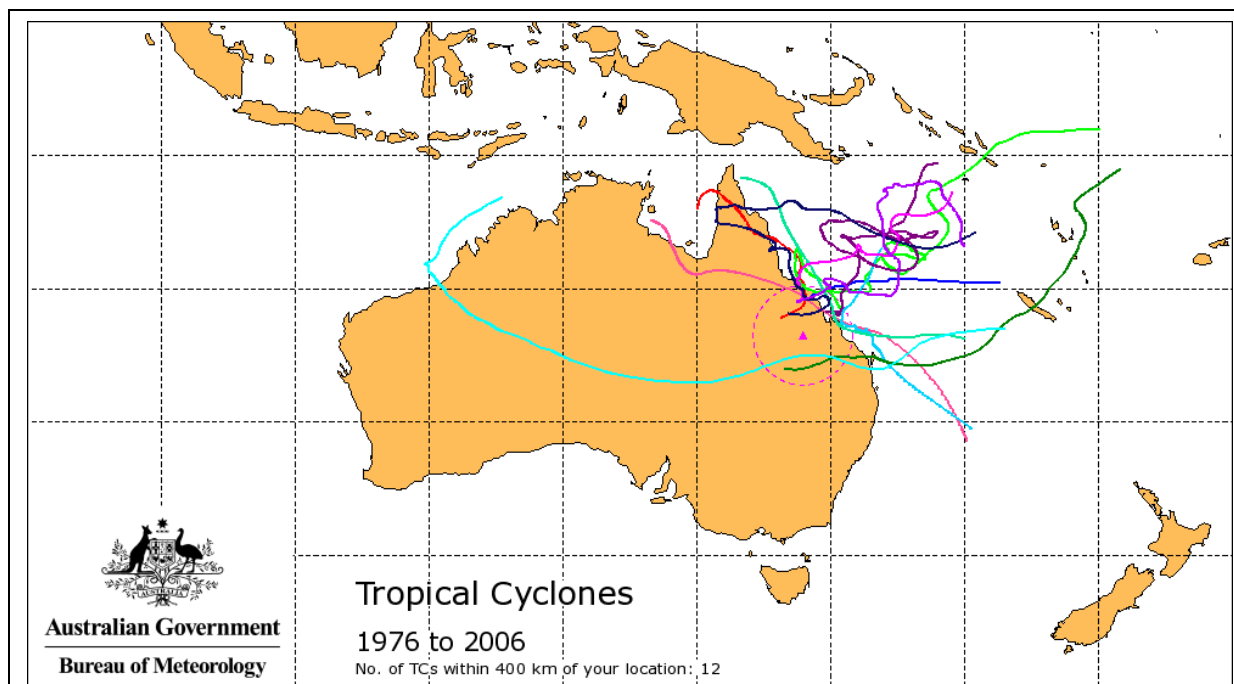 Tropical Cyclones
1976 to 2006
No. of TCs within 400 km of your location: 12
AUSTRALIA
Australian Government
Bureau of Meteorology